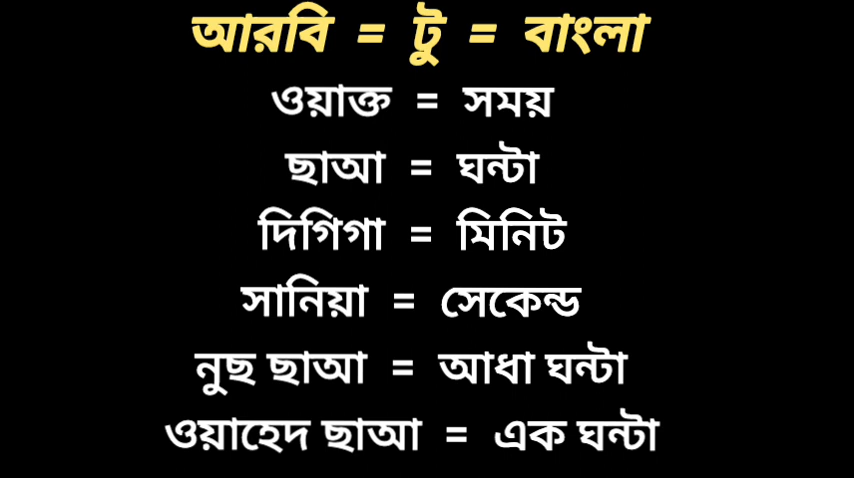 আরবি = টু = বাংলা
ওয়াক্ত = সময়
ছাআ = ঘন্টা
দিগিগা = মিনিট
সানিয়া = সেকেন্ড
নুছ ছাআ = আধা ঘন্টা
ওয়াহেদ ছাআ = এক ঘন্টা